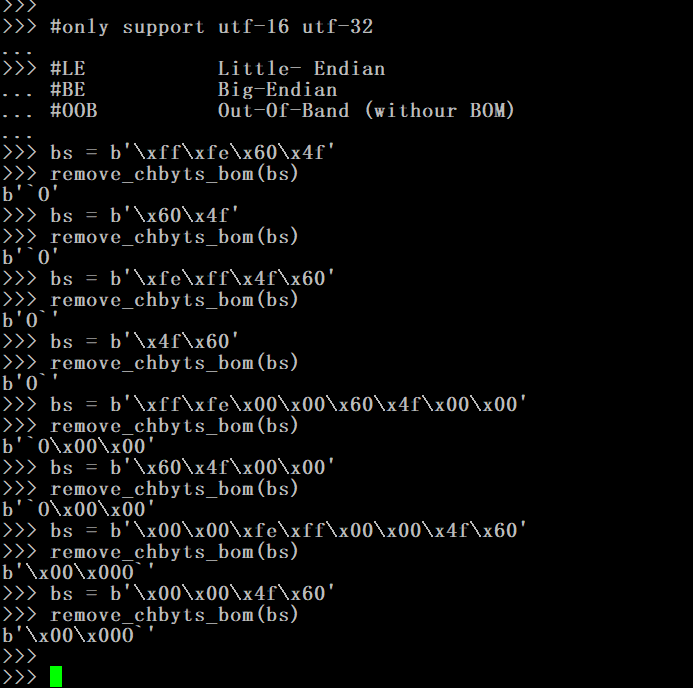 >>>
>>> #only support utf-16 utf-32
...
>>> #LE             Little- Endian
... #BE             Big-Endian
... #OOB            Out-Of-Band (withour BOM)
...
>>> bs = b'\xff\xfe\x60\x4f'
>>> remove_chbyts_bom(bs)
b'`O'
>>> bs = b'\x60\x4f'
>>> remove_chbyts_bom(bs)
b'`O'
>>> bs = b'\xfe\xff\x4f\x60'
>>> remove_chbyts_bom(bs)
b'O`'
>>> bs = b'\x4f\x60'
>>> remove_chbyts_bom(bs)
b'O`'
>>> bs = b'\xff\xfe\x00\x00\x60\x4f\x00\x00'
>>> remove_chbyts_bom(bs)
b'`O\x00\x00'
>>> bs = b'\x60\x4f\x00\x00'
>>> remove_chbyts_bom(bs)
b'`O\x00\x00'
>>> bs = b'\x00\x00\xfe\xff\x00\x00\x4f\x60'
>>> remove_chbyts_bom(bs)
b'\x00\x00O`'
>>> bs = b'\x00\x00\x4f\x60'
>>> remove_chbyts_bom(bs)
b'\x00\x00O`'
>>>
>>>